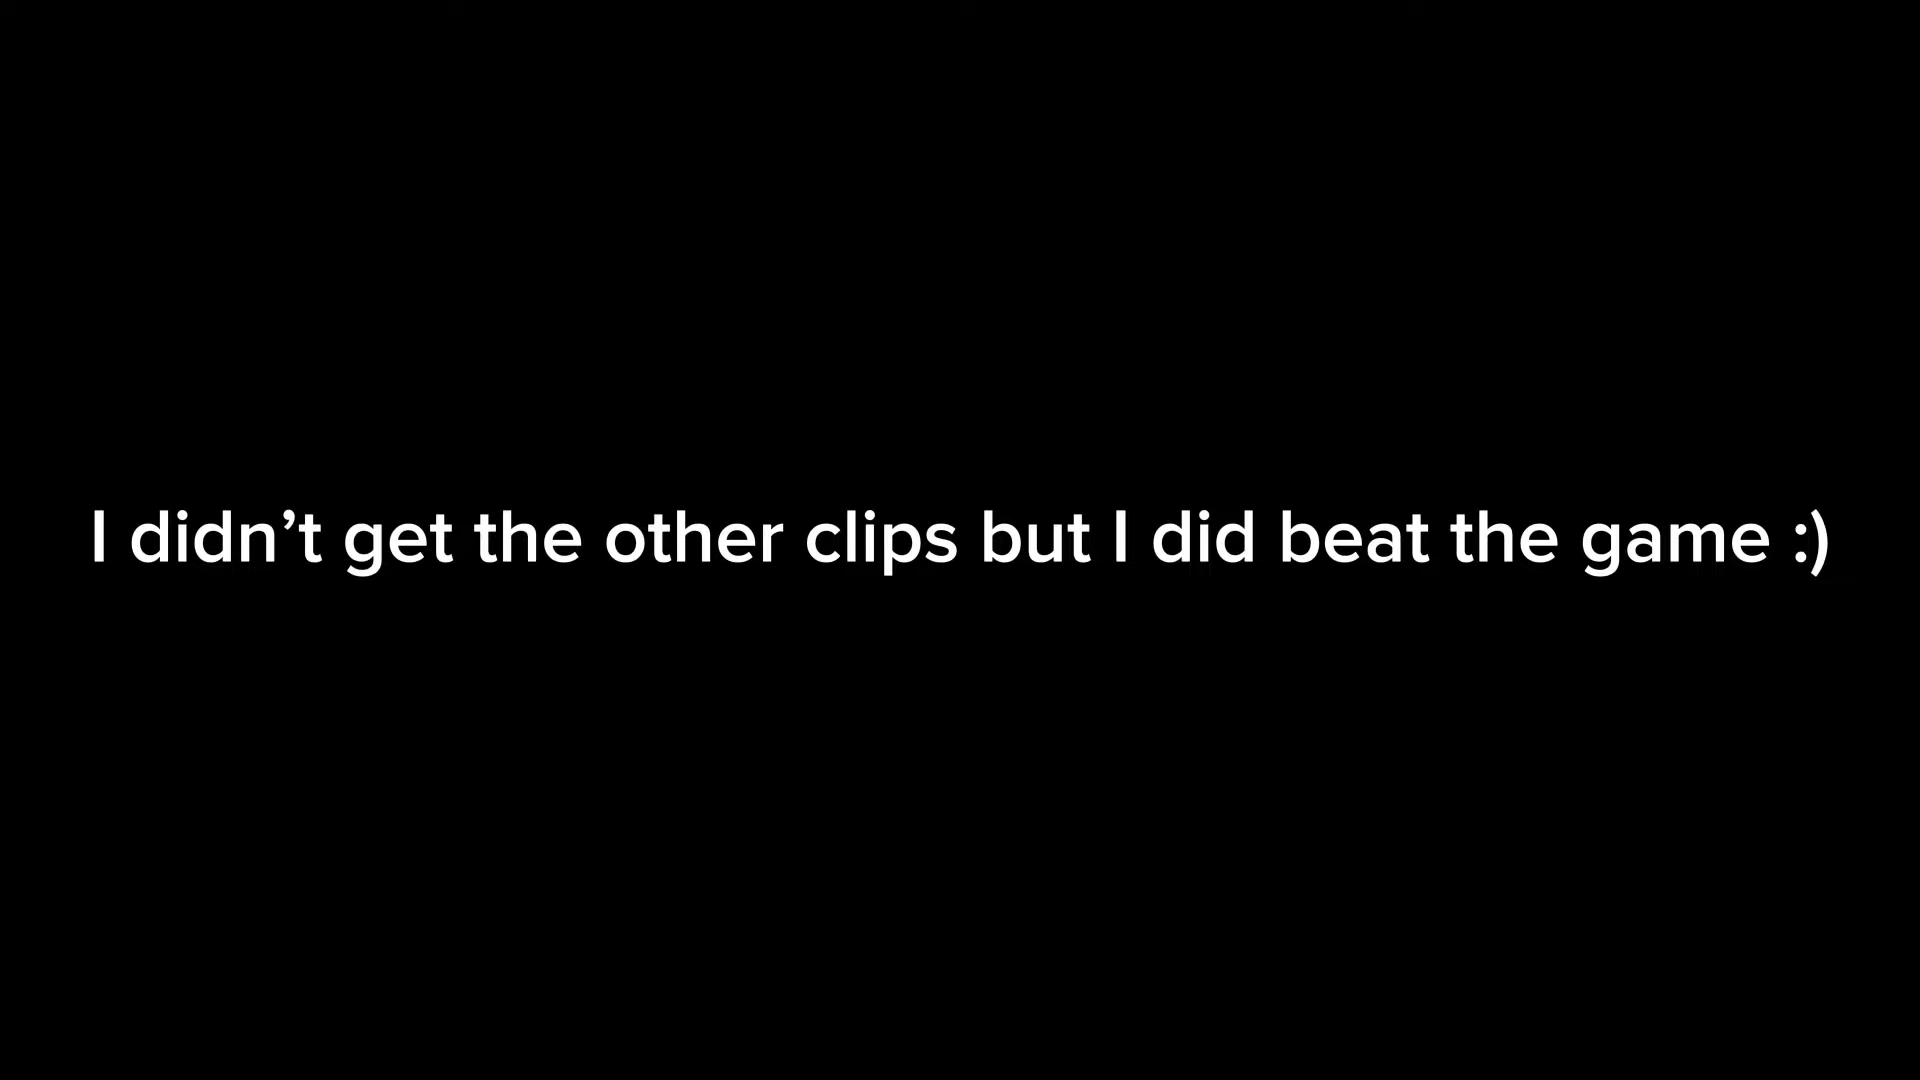 I didn’t get the other clips but I did beat the game :)